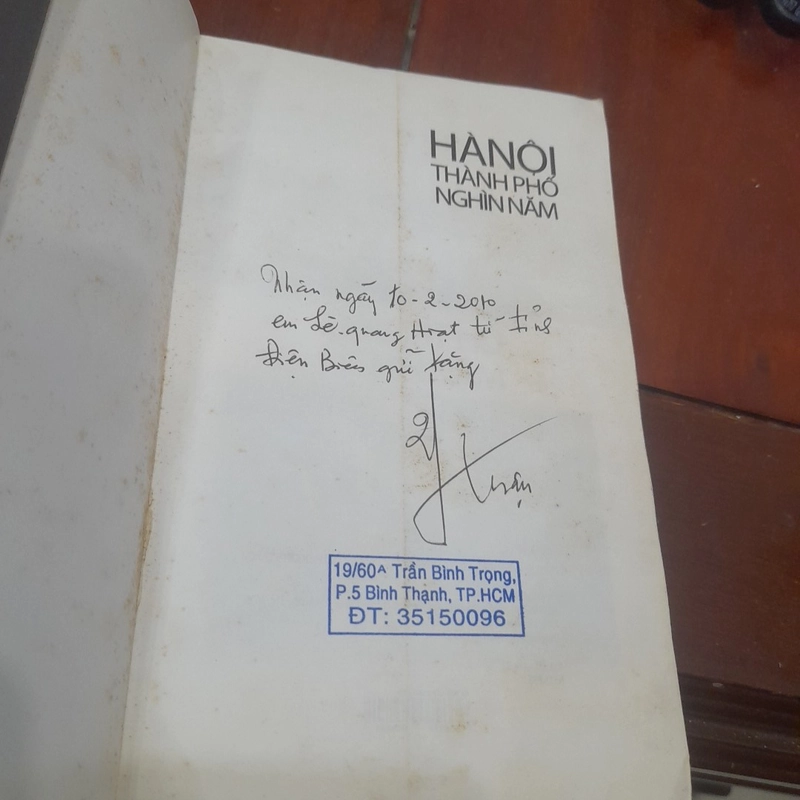 HÀNỘI
THÀNH PHỐ
NGHÌN NĂM
Nhận ngày 10-2-2010
em Lê quang Hoạt từ tỉnh
Điện Biên gửi tặng
19/60A Trần Bình Trọng,
P.5 Bình Thạnh, TP.HCM
ĐT: 35150096